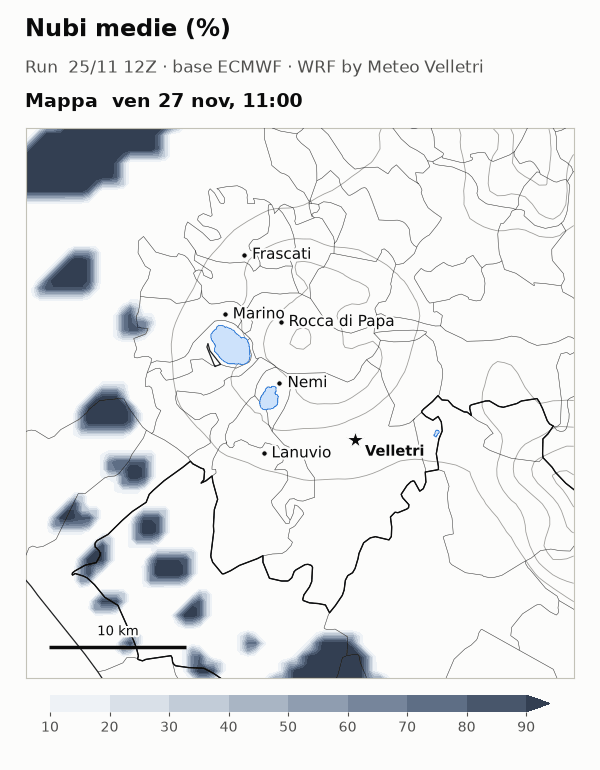 Nubi medie (%)
Run 25/11 12Z · base ECMWF · WRF by Meteo Velletri
Mappa ven 27 nov, 11:00
Frascati
Marino
Rocca di Papa
Nemi
Velletri
Lanuvio
10 km
10 20 30 40 50 60 70 80 90